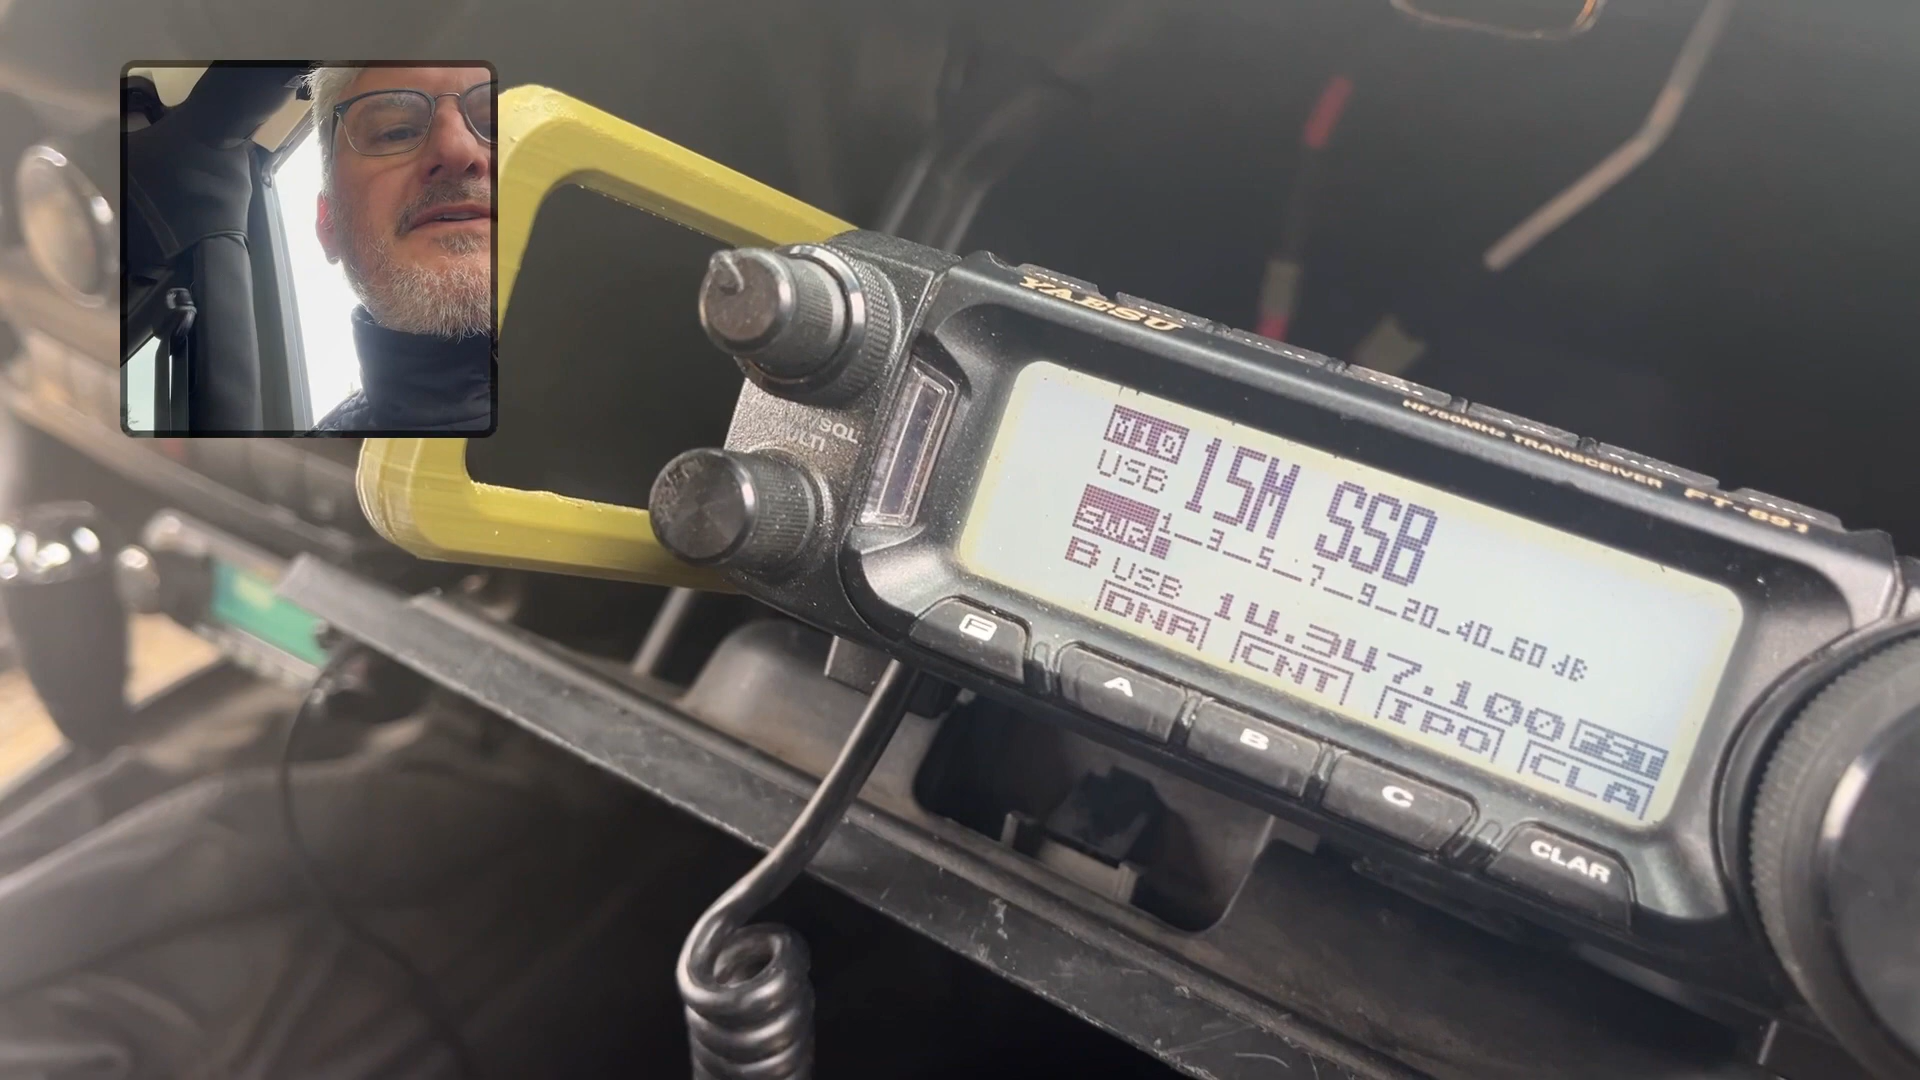 YAESU
HF/50MHz TRANSCEIVER FT-891
SQL
MULTI
M10 15M SSB
USB
SWR 1_3_5_7_9_20_40_60 dB
B USB 14.347.100 FST
DNR CNT IPO CLA
F A B C CLAR